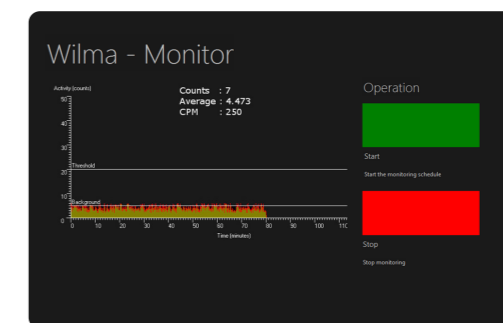 Wilma - Monitor
Activity (counts)
Counts : 7
Average : 4.473
CPM : 250
50
40
30
Threshold
20
Background
10
0
0 10 20 30 40 50 60 70 80 90 100 110
Time (minutes)
Operation
Start
Start the monitoring schedule
Stop
Stop monitoring